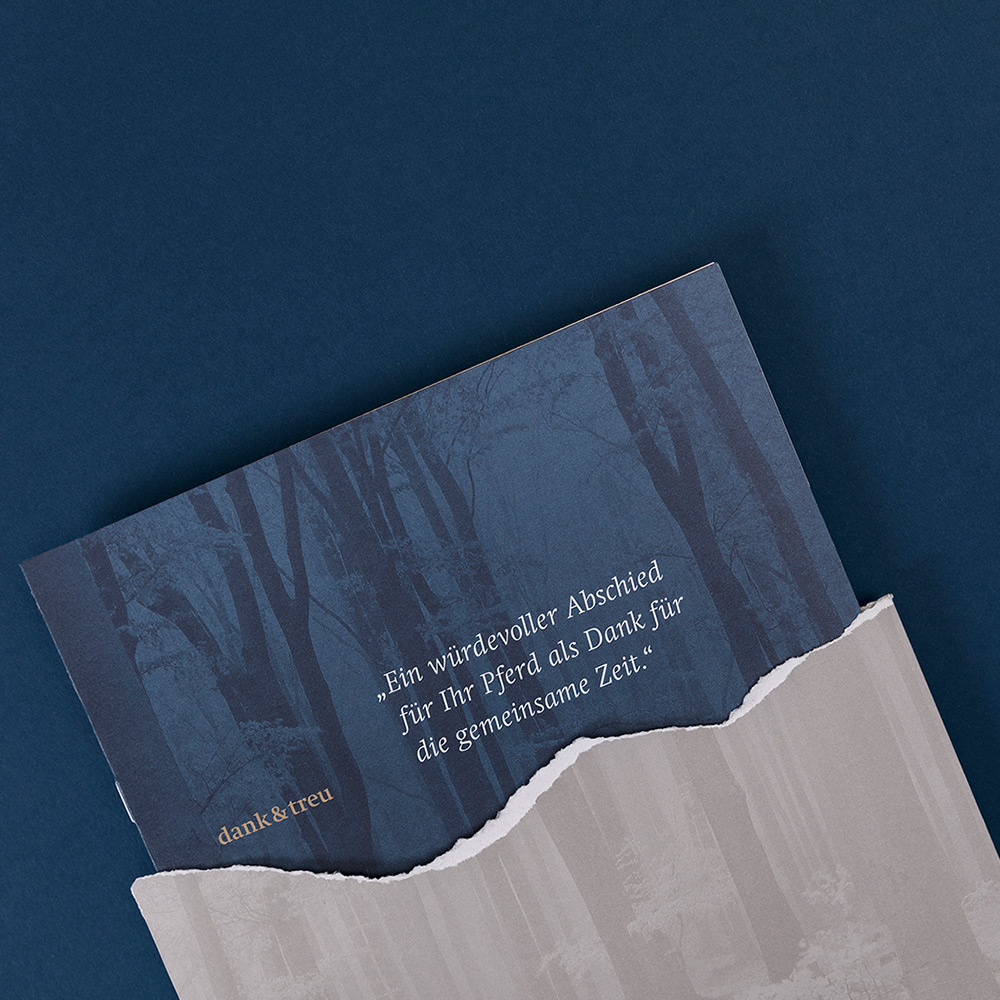 „Ein würdevoller Abschied
für Ihr Pferd als Dank für
die gemeinsame Zeit.“
dank&treu